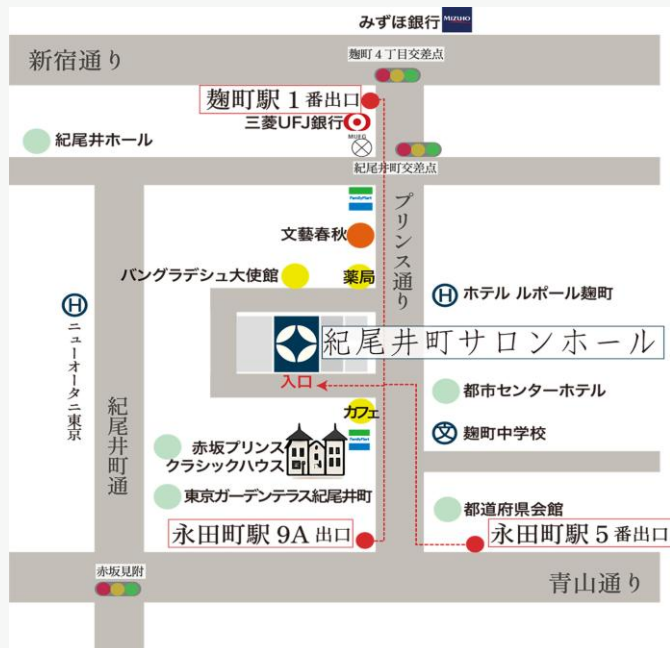 みずほ銀行 MIZUHO
新宿通り
麹町4丁目交差点
麹町駅1番出口
三菱UFJ銀行
MUFG
紀尾井ホール
紀尾井町交差点
FamilyMart
プリンス通り
文藝春秋
バングラデシュ大使館
薬局
H ホテル ルポール麹町
H
ニューオータニ東京
紀尾井町サロンホール
入口
都市センターホテル
カフェ
FamilyMart
文 麹町中学校
紀尾井町通
赤坂プリンス
クラシックハウス
東京ガーデンテラス紀尾井町
都道府県会館
永田町駅9A出口
永田町駅5番出口
赤坂見附
青山通り